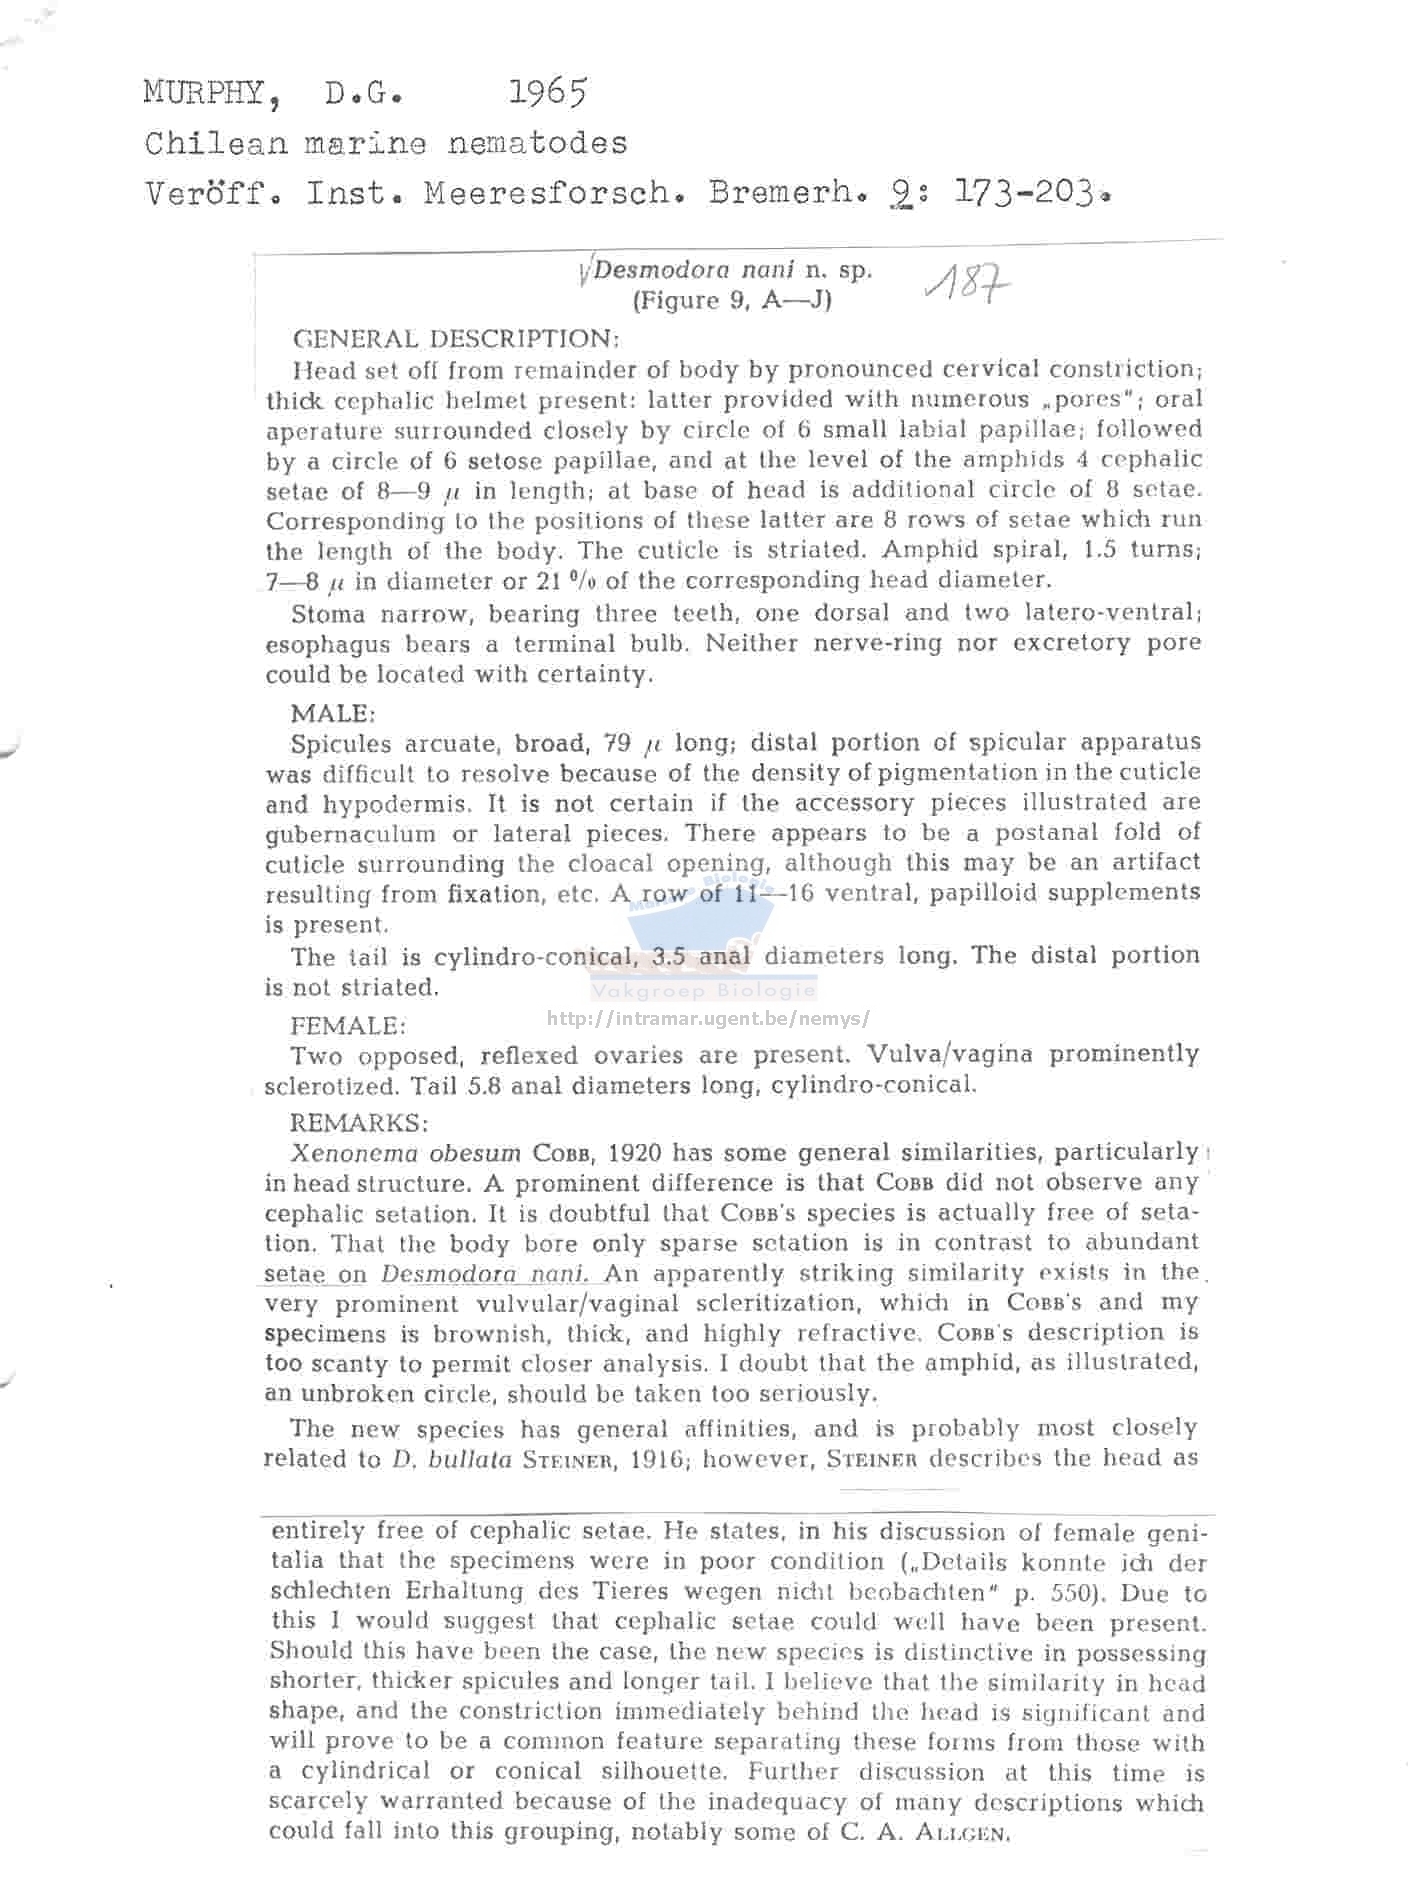 MURPHY, D.G. 1965
Chilean marine nematodes
Veröff. Inst. Meeresforsch. Bremerh. 9: 173-203.
√Desmodora nani n. sp. 187
(Figure 9, A—J)
GENERAL DESCRIPTION:
Head set off from remainder of body by pronounced cervical constriction;
thick cephalic helmet present: latter provided with numerous „pores"; oral
aperature surrounded closely by circle of 6 small labial papillae; followed
by a circle of 6 setose papillae, and at the level of the amphids 4 cephalic
setae of 8—9 μ in length; at base of head is additional circle of 8 setae.
Corresponding to the positions of these latter are 8 rows of setae which run
the length of the body. The cuticle is striated. Amphid spiral, 1.5 turns;
7—8 μ in diameter or 21 % of the corresponding head diameter.
Stoma narrow, bearing three teeth, one dorsal and two latero-ventral;
esophagus bears a terminal bulb. Neither nerve-ring nor excretory pore
could be located with certainty.
MALE:
Spicules arcuate, broad, 79 μ long; distal portion of spicular apparatus
was difficult to resolve because of the density of pigmentation in the cuticle
and hypodermis. It is not certain if the accessory pieces illustrated are
gubernaculum or lateral pieces. There appears to be a postanal fold of
cuticle surrounding the cloacal opening, although this may be an artifact
resulting from fixation, etc. A row of 11—16 ventral, papilloid supplements
is present.
Mariene Biologie
The tail is cylindro-conical, 3.5 anal diameters long. The distal portion
is not striated.
Vakgroep Biologie
http://intramar.ugent.be/nemys/
FEMALE:
Two opposed, reflexed ovaries are present. Vulva/vagina prominently
sclerotized. Tail 5.8 anal diameters long, cylindro-conical.
REMARKS:
Xenonema obesum COBB, 1920 has some general similarities, particularly
in head structure. A prominent difference is that COBB did not observe any
cephalic setation. It is doubtful that COBB's species is actually free of seta-
tion. That the body bore only sparse setation is in contrast to abundant
setae on Desmodora nani. An apparently striking similarity exists in the
very prominent vulvular/vaginal scleritization, which in COBB's and my
specimens is brownish, thick, and highly refractive. COBB's description is
too scanty to permit closer analysis. I doubt that the amphid, as illustrated,
an unbroken circle, should be taken too seriously.
The new species has general affinities, and is probably most closely
related to D. bullata STEINER, 1916; however, STEINER describes the head as
entirely free of cephalic setae. He states, in his discussion of female geni-
talia that the specimens were in poor condition („Details konnte ich der
schlechten Erhaltung des Tieres wegen nicht beobachten" p. 550). Due to
this I would suggest that cephalic setae could well have been present.
Should this have been the case, the new species is distinctive in possessing
shorter, thicker spicules and longer tail. I believe that the similarity in head
shape, and the constriction immediately behind the head is significant and
will prove to be a common feature separating these forms from those with
a cylindrical or conical silhouette. Further discussion at this time is
scarcely warranted because of the inadequacy of many descriptions which
could fall into this grouping, notably some of C. A. ALLGEN.